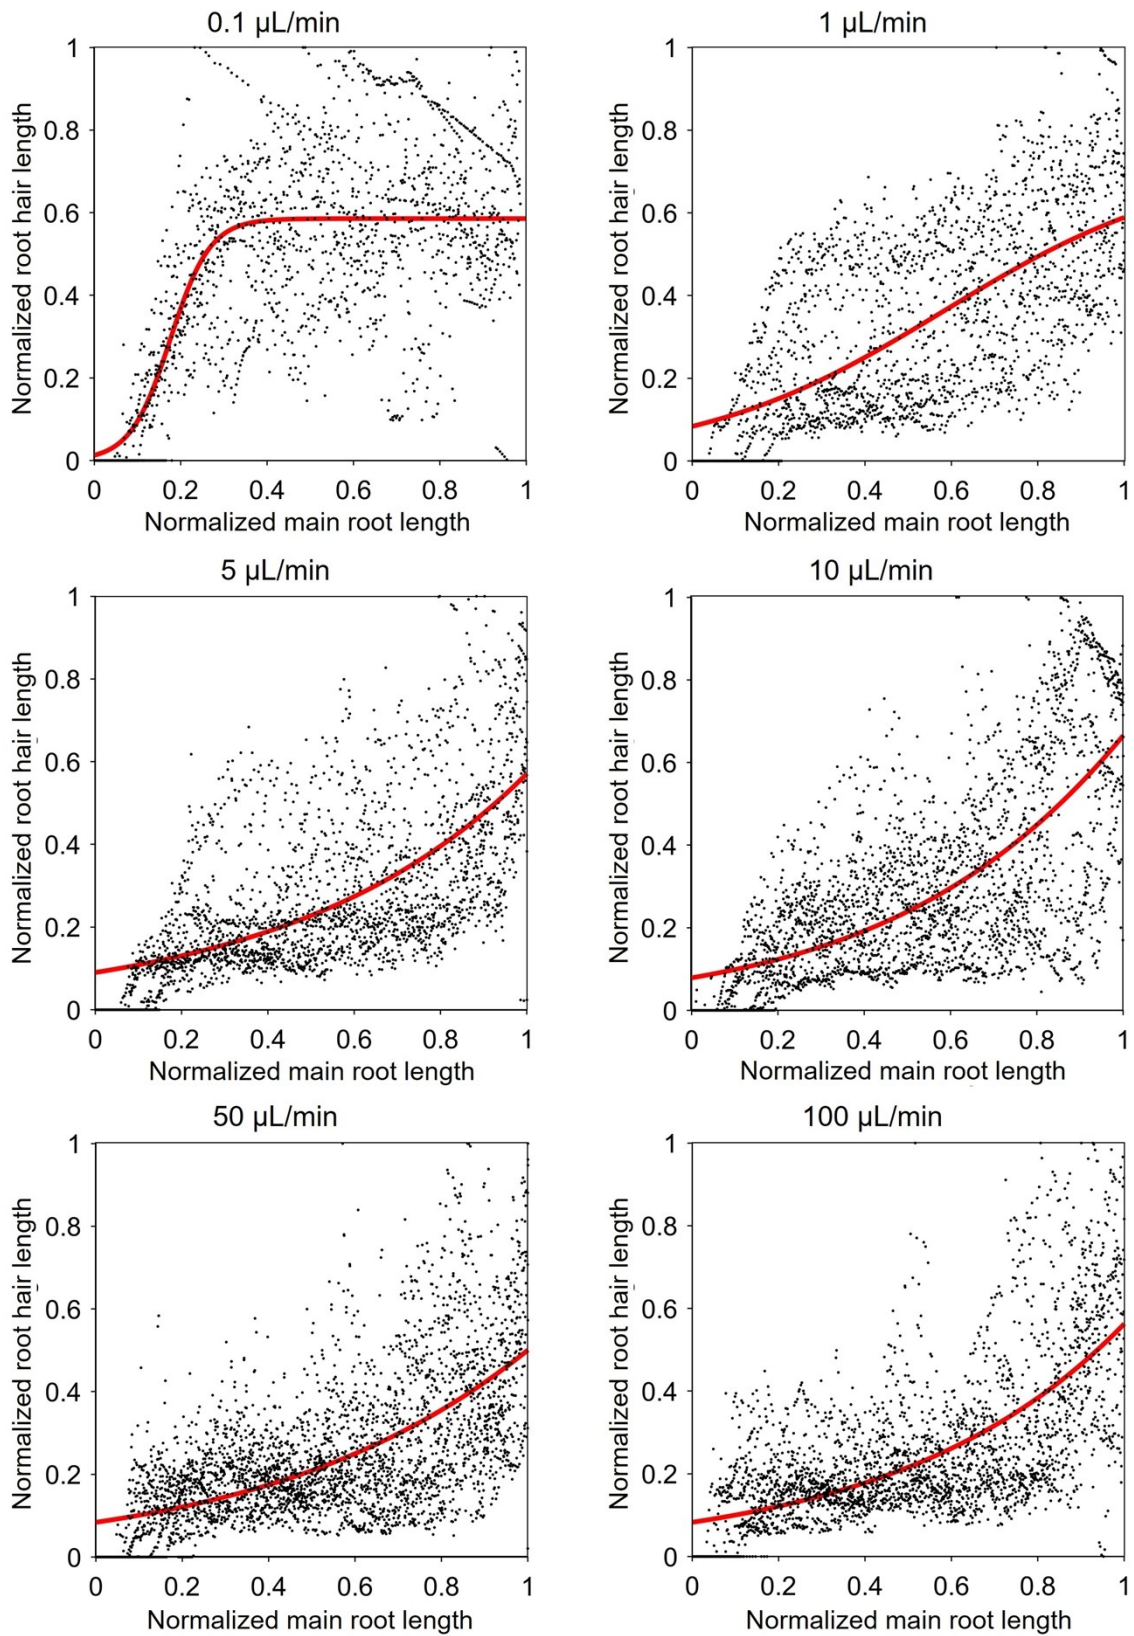 0.1 µL/min
Normalized root hair length
1
0.8
0.6
0.4
0.2
0
0 0.2 0.4 0.6 0.8 1
Normalized main root length
1 µL/min
Normalized root hair length
1
0.8
0.6
0.4
0.2
0
0 0.2 0.4 0.6 0.8 1
Normalized main root length
5 µL/min
Normalized root hair length
1
0.8
0.6
0.4
0.2
0
0 0.2 0.4 0.6 0.8 1
Normalized main root length
10 µL/min
Normalized root hair length
1
0.8
0.6
0.4
0.2
0
0 0.2 0.4 0.6 0.8 1
Normalized main root length
50 µL/min
Normalized root hair length
1
0.8
0.6
0.4
0.2
0
0 0.2 0.4 0.6 0.8 1
Normalized main root length
100 µL/min
Normalized root hair length
1
0.8
0.6
0.4
0.2
0
0 0.2 0.4 0.6 0.8 1
Normalized main root length